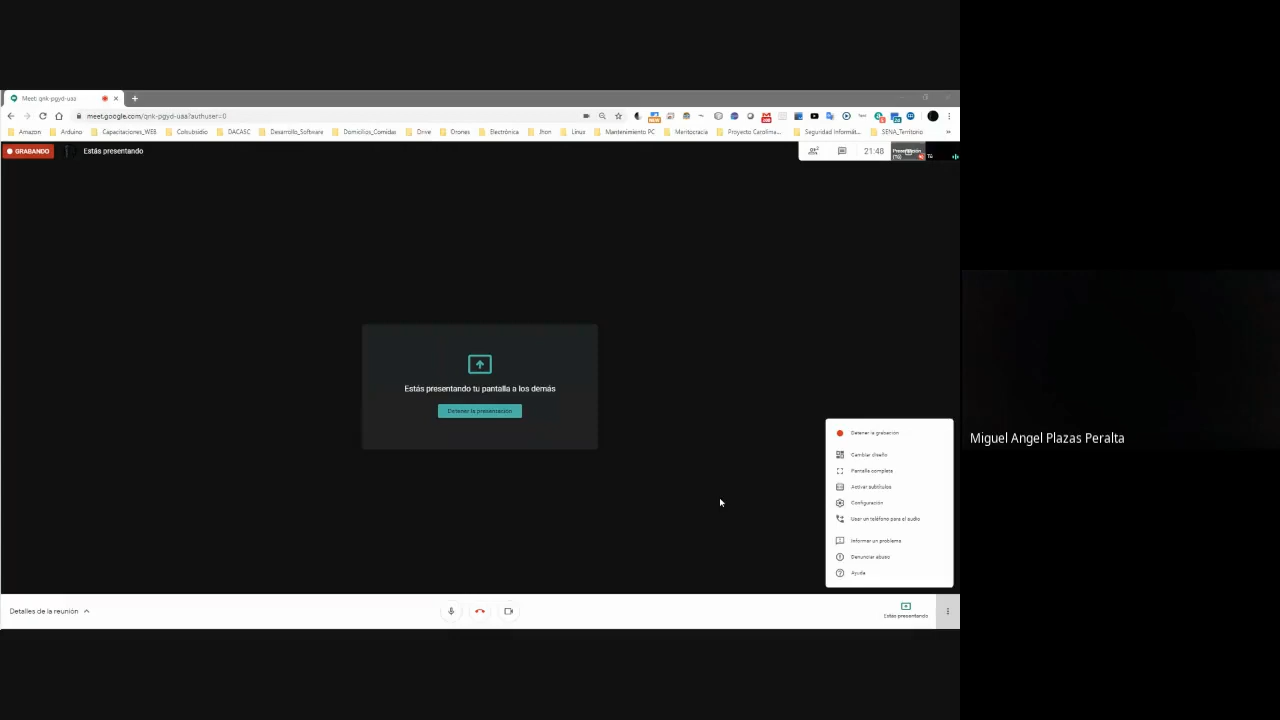 Meet: qnk-pgyd-uaa
meet.google.com/qnk-pgyd-uaa?authuser=0
Amazon Arduino Capacitaciones_WEB Colsubsidio DACASC Desarrollo_Software Domicilios_Comidas Drive Drones Electrónica Jhon Linux Mantenimiento PC Meritocracia Proyecto Carolima... Seguridad Informát... SENA_Territorio »
GRABANDO Estás presentando 21:48
Estás presentando tu pantalla a los demás
Detener la presentación
Detener la grabación
Cambiar diseño
Pantalla completa
Activar subtítulos
Configuración
Usar un teléfono para el audio
Informar un problema
Denunciar abuso
Ayuda
Miguel Angel Plazas Peralta
Detalles de la reunión
Estás presentando